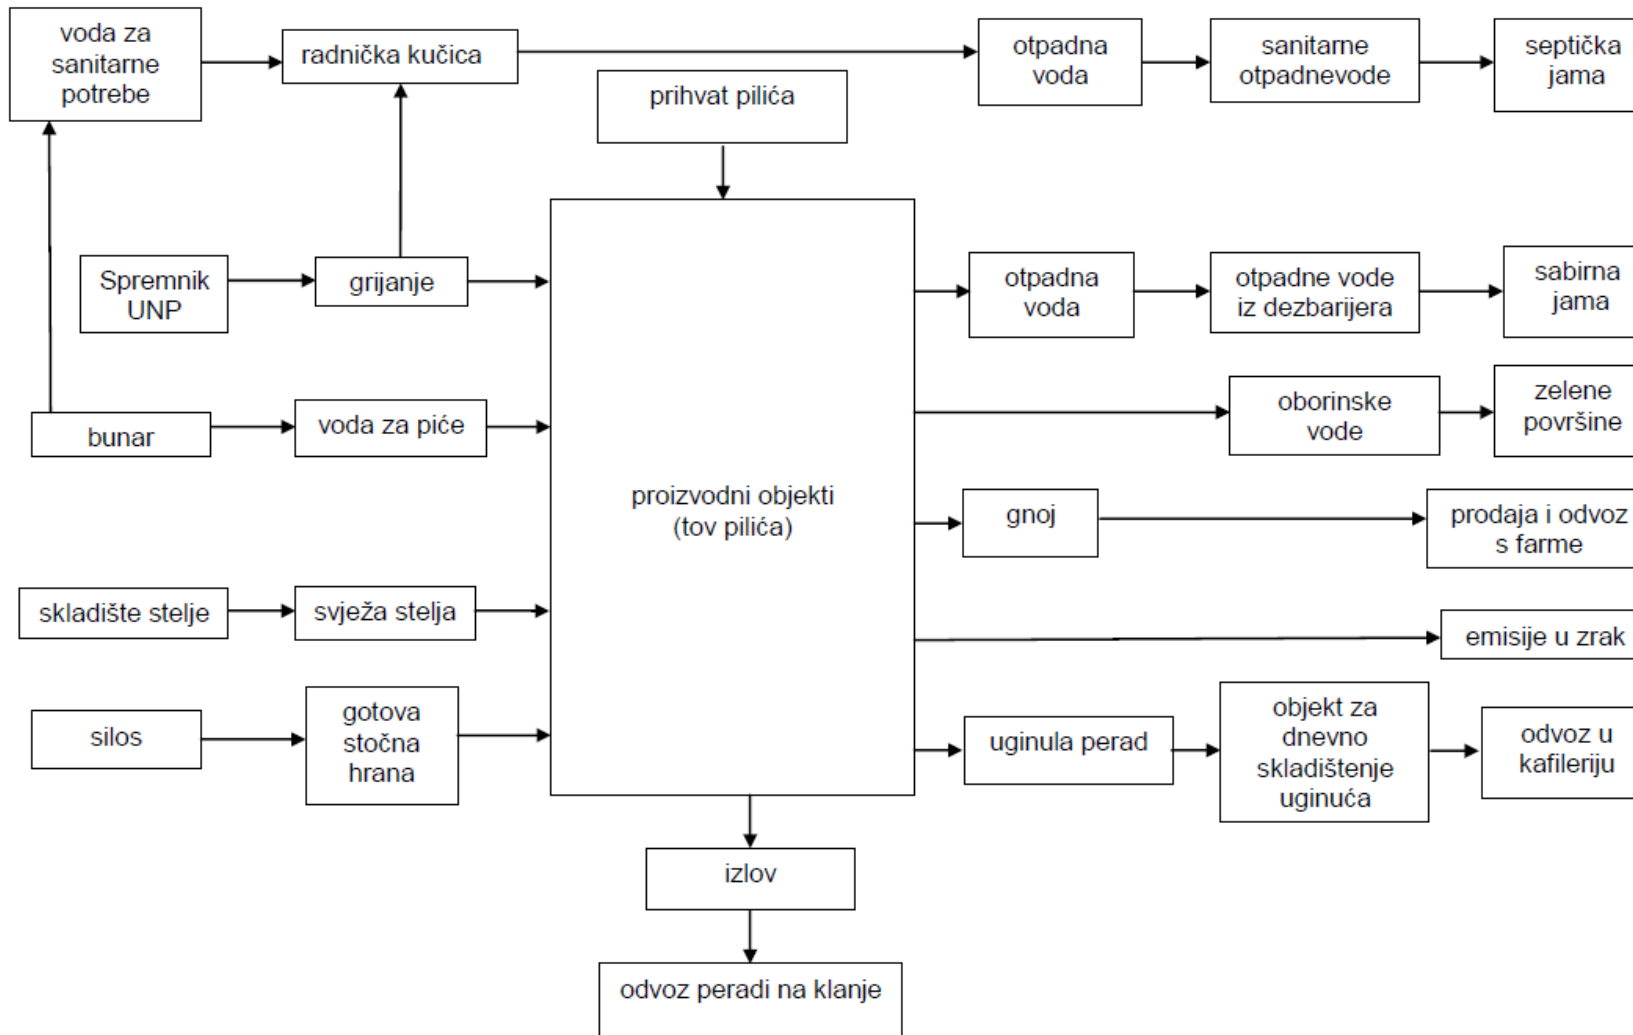 voda za
sanitarne
potrebe
radnička kučica
otpadna
voda
sanitarne
otpadnevode
septička
jama
prihvat pilića
Spremnik
UNP
grijanje
otpadna
voda
otpadne vode
iz dezbarijera
sabirna
jama
bunar
voda za piće
oborinske
vode
zelene
površine
proizvodni objekti
(tov pilića)
gnoj
prodaja i odvoz
s farme
skladište stelje
svježa stelja
emisije u zrak
silos
gotova
stočna
hrana
uginula perad
objekt za
dnevno
skladištenje
uginuća
odvoz u
kafileriju
izlov
odvoz peradi na klanje